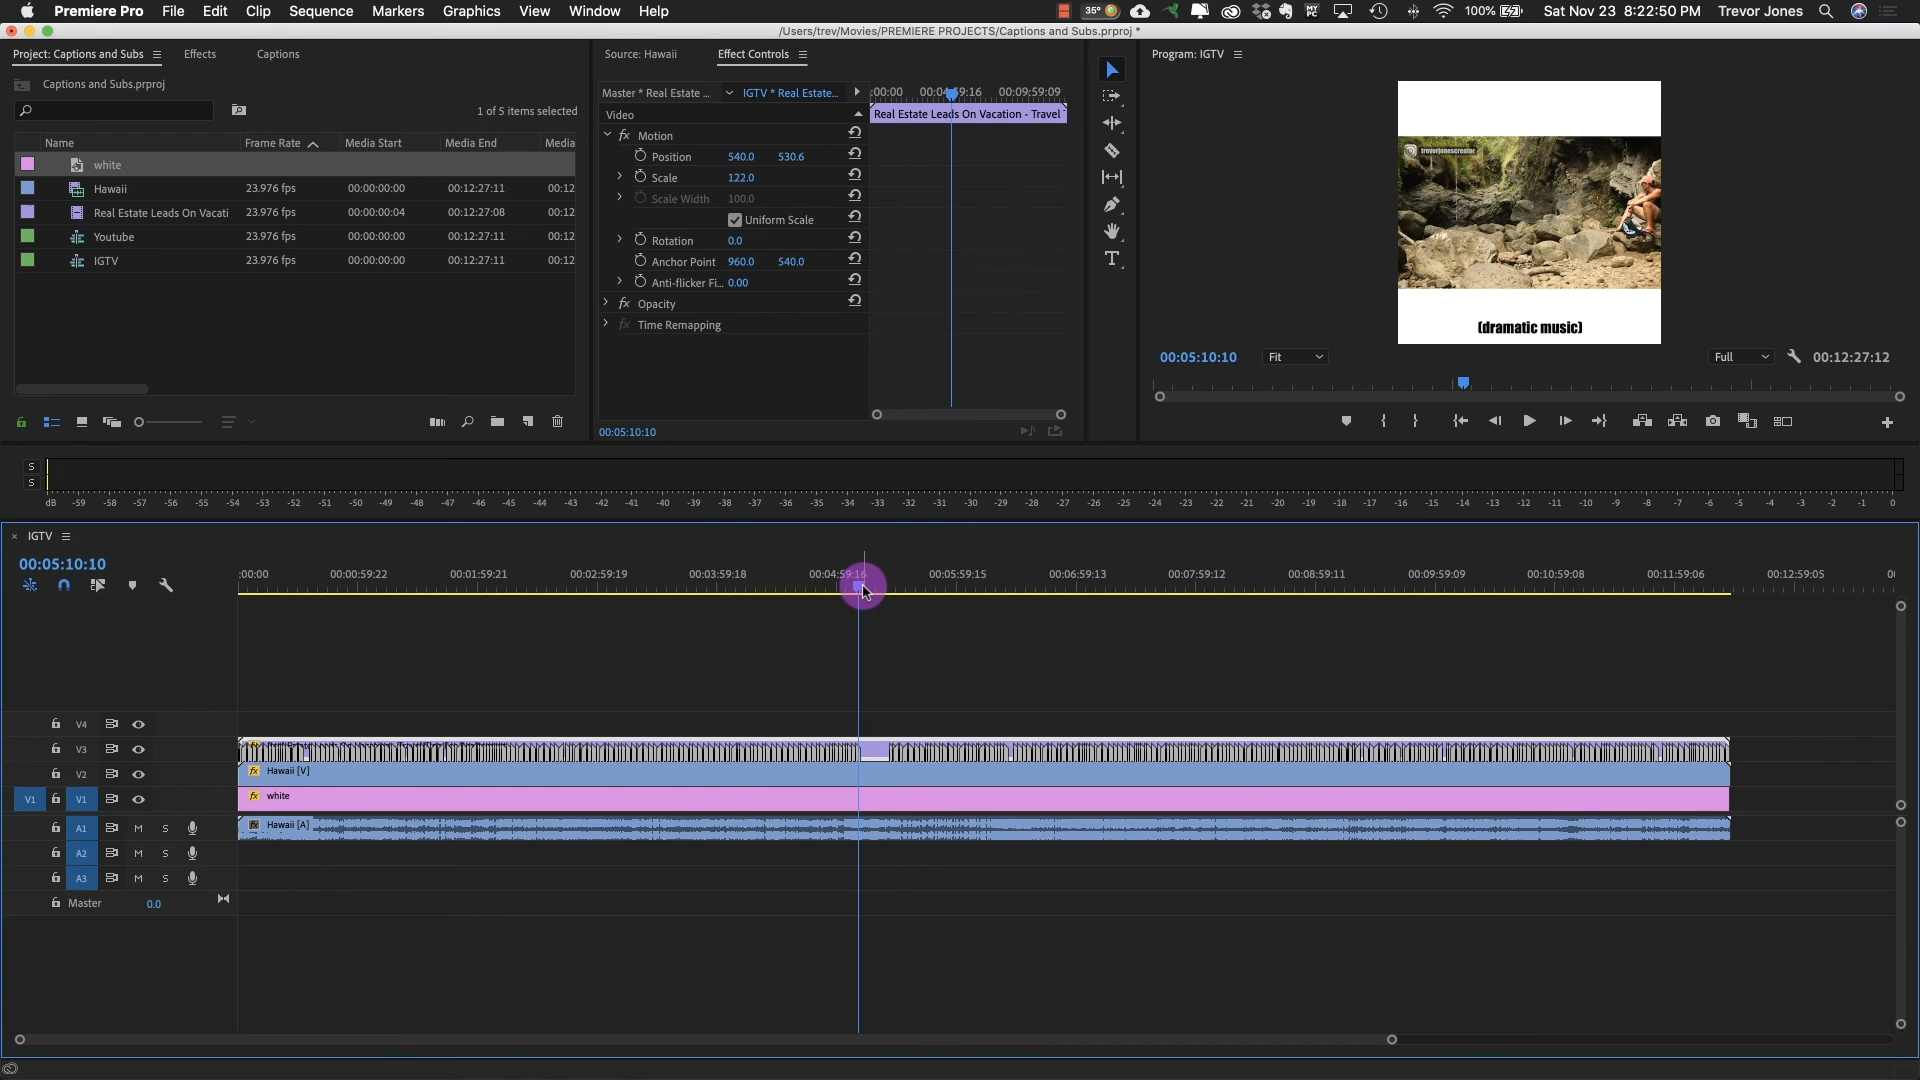 Premiere Pro File Edit Clip Sequence Markers Graphics View Window Help 35° MY PC 100% Sat Nov 23 8:22:50 PM Trevor Jones
/Users/trev/Movies/PREMIERE PROJECTS/Captions and Subs.prproj *
Project: Captions and Subs Effects Captions
Captions and Subs.prproj
1 of 5 items selected
Name Frame Rate Media Start Media End Media
white
Hawaii 23.976 fps 00:00:00:00 00:12:27:11 00:12
Real Estate Leads On Vacati 23.976 fps 00:00:00:04 00:12:27:08 00:12
Youtube 23.976 fps 00:00:00:00 00:12:27:11 00:12
IGTV 23.976 fps 00:00:00:00 00:12:27:11 00:12
Source: Hawaii Effect Controls
Master * Real Estate ... IGTV * Real Estate... :00:00 00:04:59:16 00:09:59:09
Video Real Estate Leads On Vacation - Travel
fx Motion
Position 540.0 530.6
Scale 122.0
Scale Width 100.0
Uniform Scale
Rotation 0.0
Anchor Point 960.0 540.0
Anti-flicker Fi... 0.00
fx Opacity
fx Time Remapping
00:05:10:10
Program: IGTV
trevorjonescreator
(dramatic music)
00:05:10:10 Fit Full 00:12:27:12
S
S
dB -59 -58 -57 -56 -55 -54 -53 -52 -51 -50 -49 -48 -47 -46 -45 -44 -43 -42 -41 -40 -39 -38 -37 -36 -35 -34 -33 -32 -31 -30 -29 -28 -27 -26 -25 -24 -23 -22 -21 -20 -19 -18 -17 -16 -15 -14 -13 -12 -11 -10 -9 -8 -7 -6 -5 -4 -3 -2 -1 0
× IGTV
00:05:10:10
:00:00 00:00:59:22 00:01:59:21 00:02:59:19 00:03:59:18 00:04:59:16 00:05:59:15 00:06:59:13 00:07:59:12 00:08:59:11 00:09:59:09 00:10:59:08 00:11:59:06 00:12:59:05
V4
V3
V2 fx Hawaii [V]
V1 V1 fx white
A1 M S fx Hawaii [A]
A2 M S
A3 M S
Master 0.0